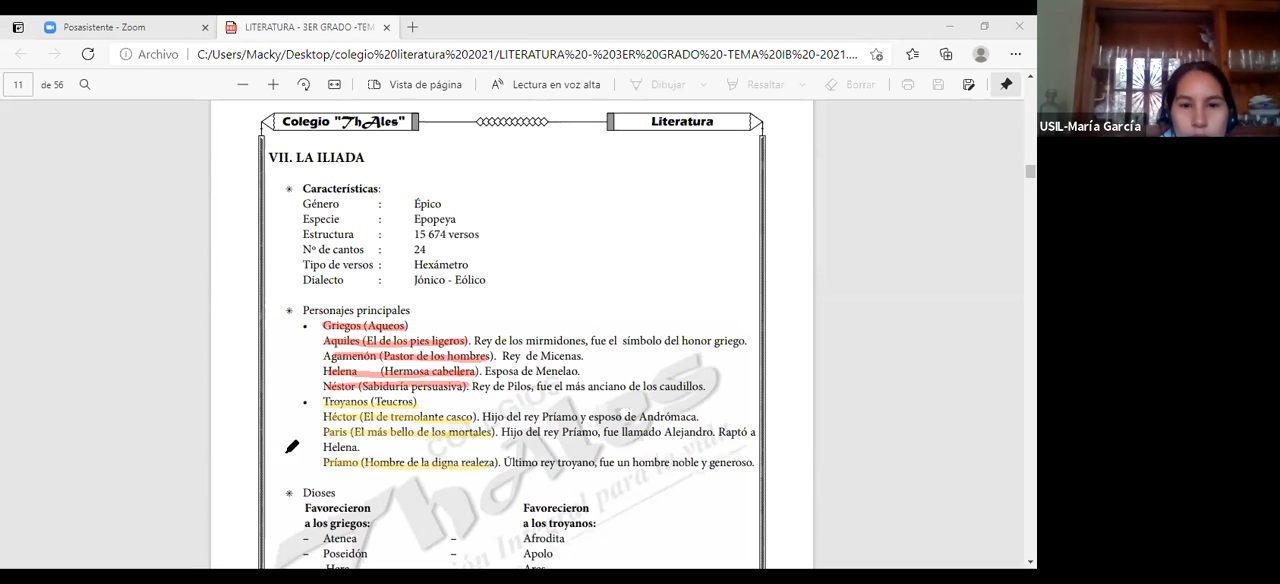 Posasistente - Zoom
LITERATURA - 3ER GRADO -TEM
Archivo
C:/Users/Macky/Desktop/colegio%20literatura%202021/LITERATURA%20-%203ER%20GRADO%20-TEMA%20IB%20-2021....
11 de 56
Vista de página
Lectura en voz alta
Dibujar
Resaltar
Borrar
USIL-María García
Colegio "ThAles"
Literatura
VII. LA ILIADA
Características:
Género : Épico
Especie : Epopeya
Estructura : 15 674 versos
Nº de cantos : 24
Tipo de versos : Hexámetro
Dialecto : Jónico - Eólico
Personajes principales
• Griegos (Aqueos)
Aquiles (El de los pies ligeros). Rey de los mirmidones, fue el símbolo del honor griego.
Agamenón (Pastor de los hombres). Rey de Micenas.
Helena (Hermosa cabellera). Esposa de Menelao.
Néstor (Sabiduría persuasiva). Rey de Pilos, fue el más anciano de los caudillos.
• Troyanos (Teucros)
Héctor (El de tremolante casco). Hijo del rey Príamo y esposo de Andrómaca.
Paris (El más bello de los mortales). Hijo del rey Príamo, fue llamado Alejandro. Raptó a
Helena.
Príamo (Hombre de la digna realeza). Último rey troyano, fue un hombre noble y generoso.
Dioses
Favorecieron
a los griegos:
– Atenea
– Poseidón
Favorecieron
a los troyanos:
– Afrodita
– Apolo